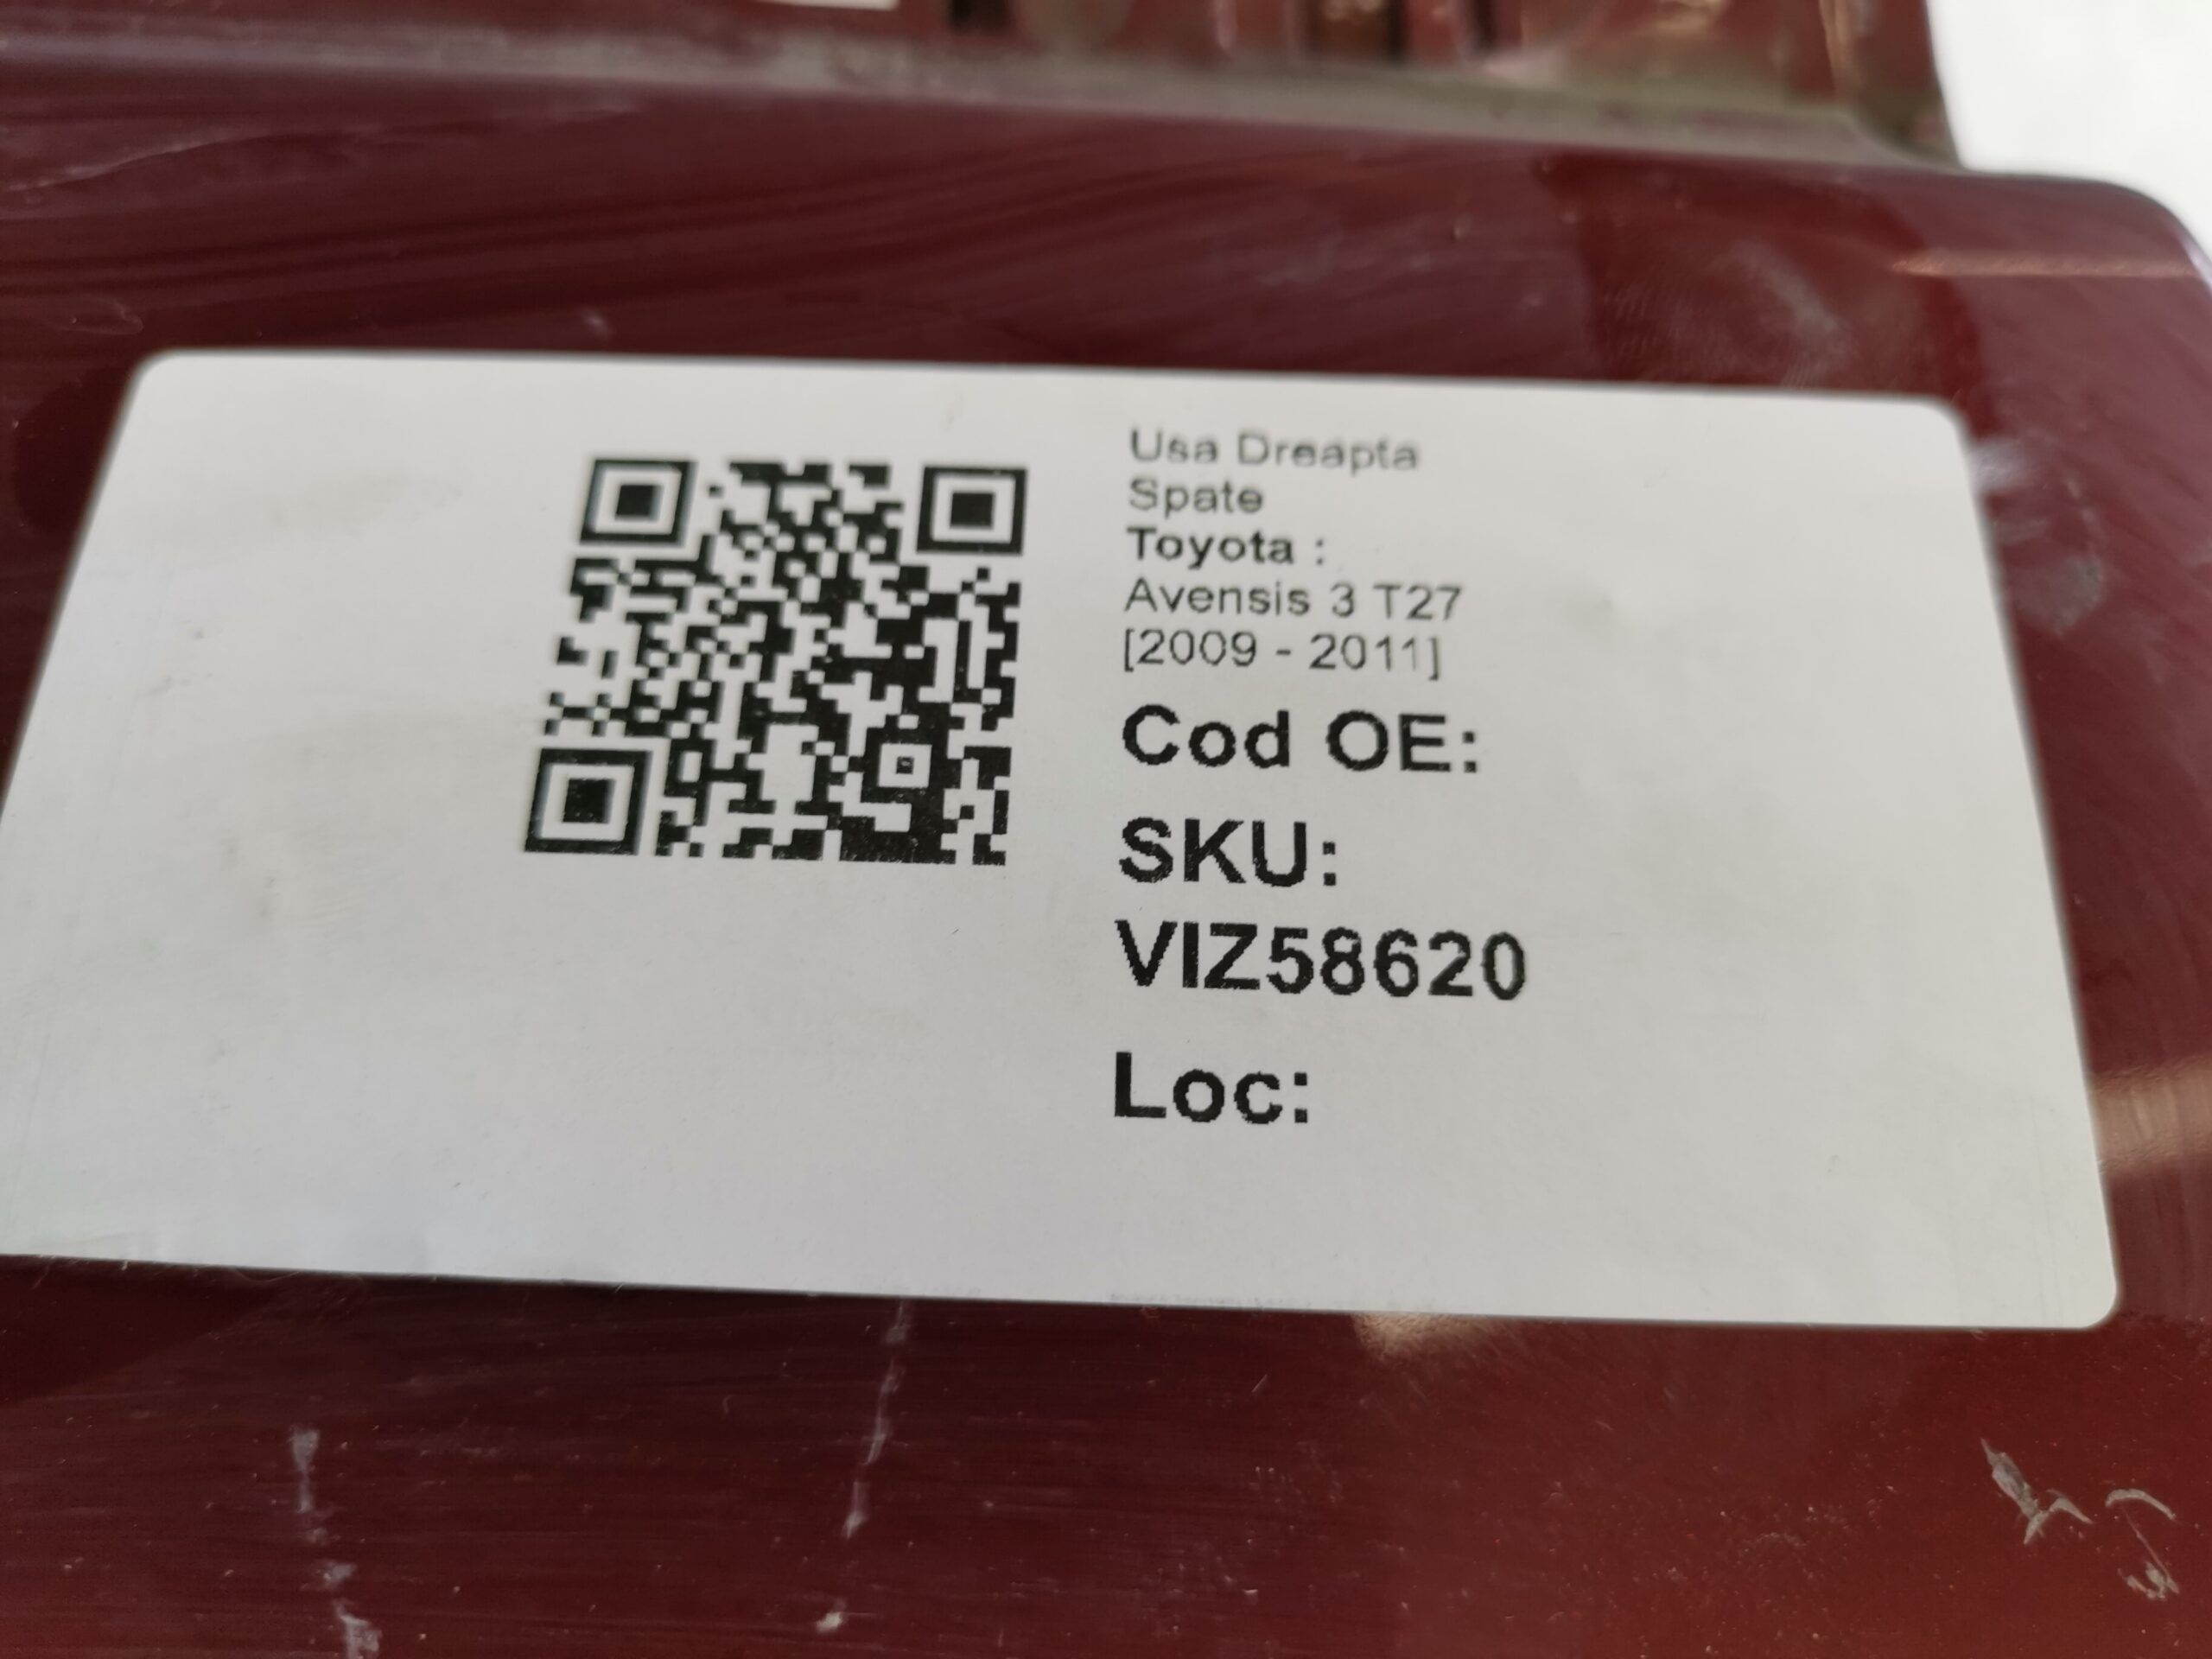 Usa Dreapta
Spate
Toyota :
Avensis 3 T27
[2009 - 2011]
Cod OE:
SKU:
VIZ58620
Loc: